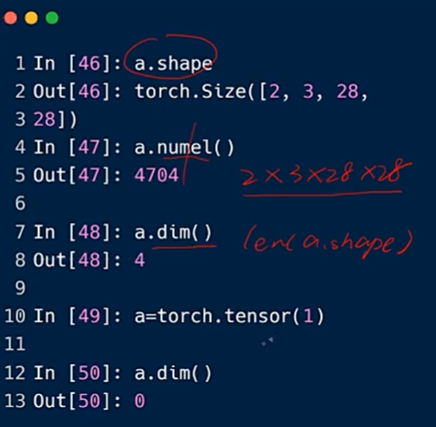 1 In [46]: a.shape
2 Out[46]: torch.Size([2, 3, 28,
3 28])
4 In [47]: a.numel()
5 Out[47]: 4704
2×3×28×28
6
7 In [48]: a.dim()
len(a.shape)
8 Out[48]: 4
9
10 In [49]: a=torch.tensor(1)
11
12 In [50]: a.dim()
13 Out[50]: 0